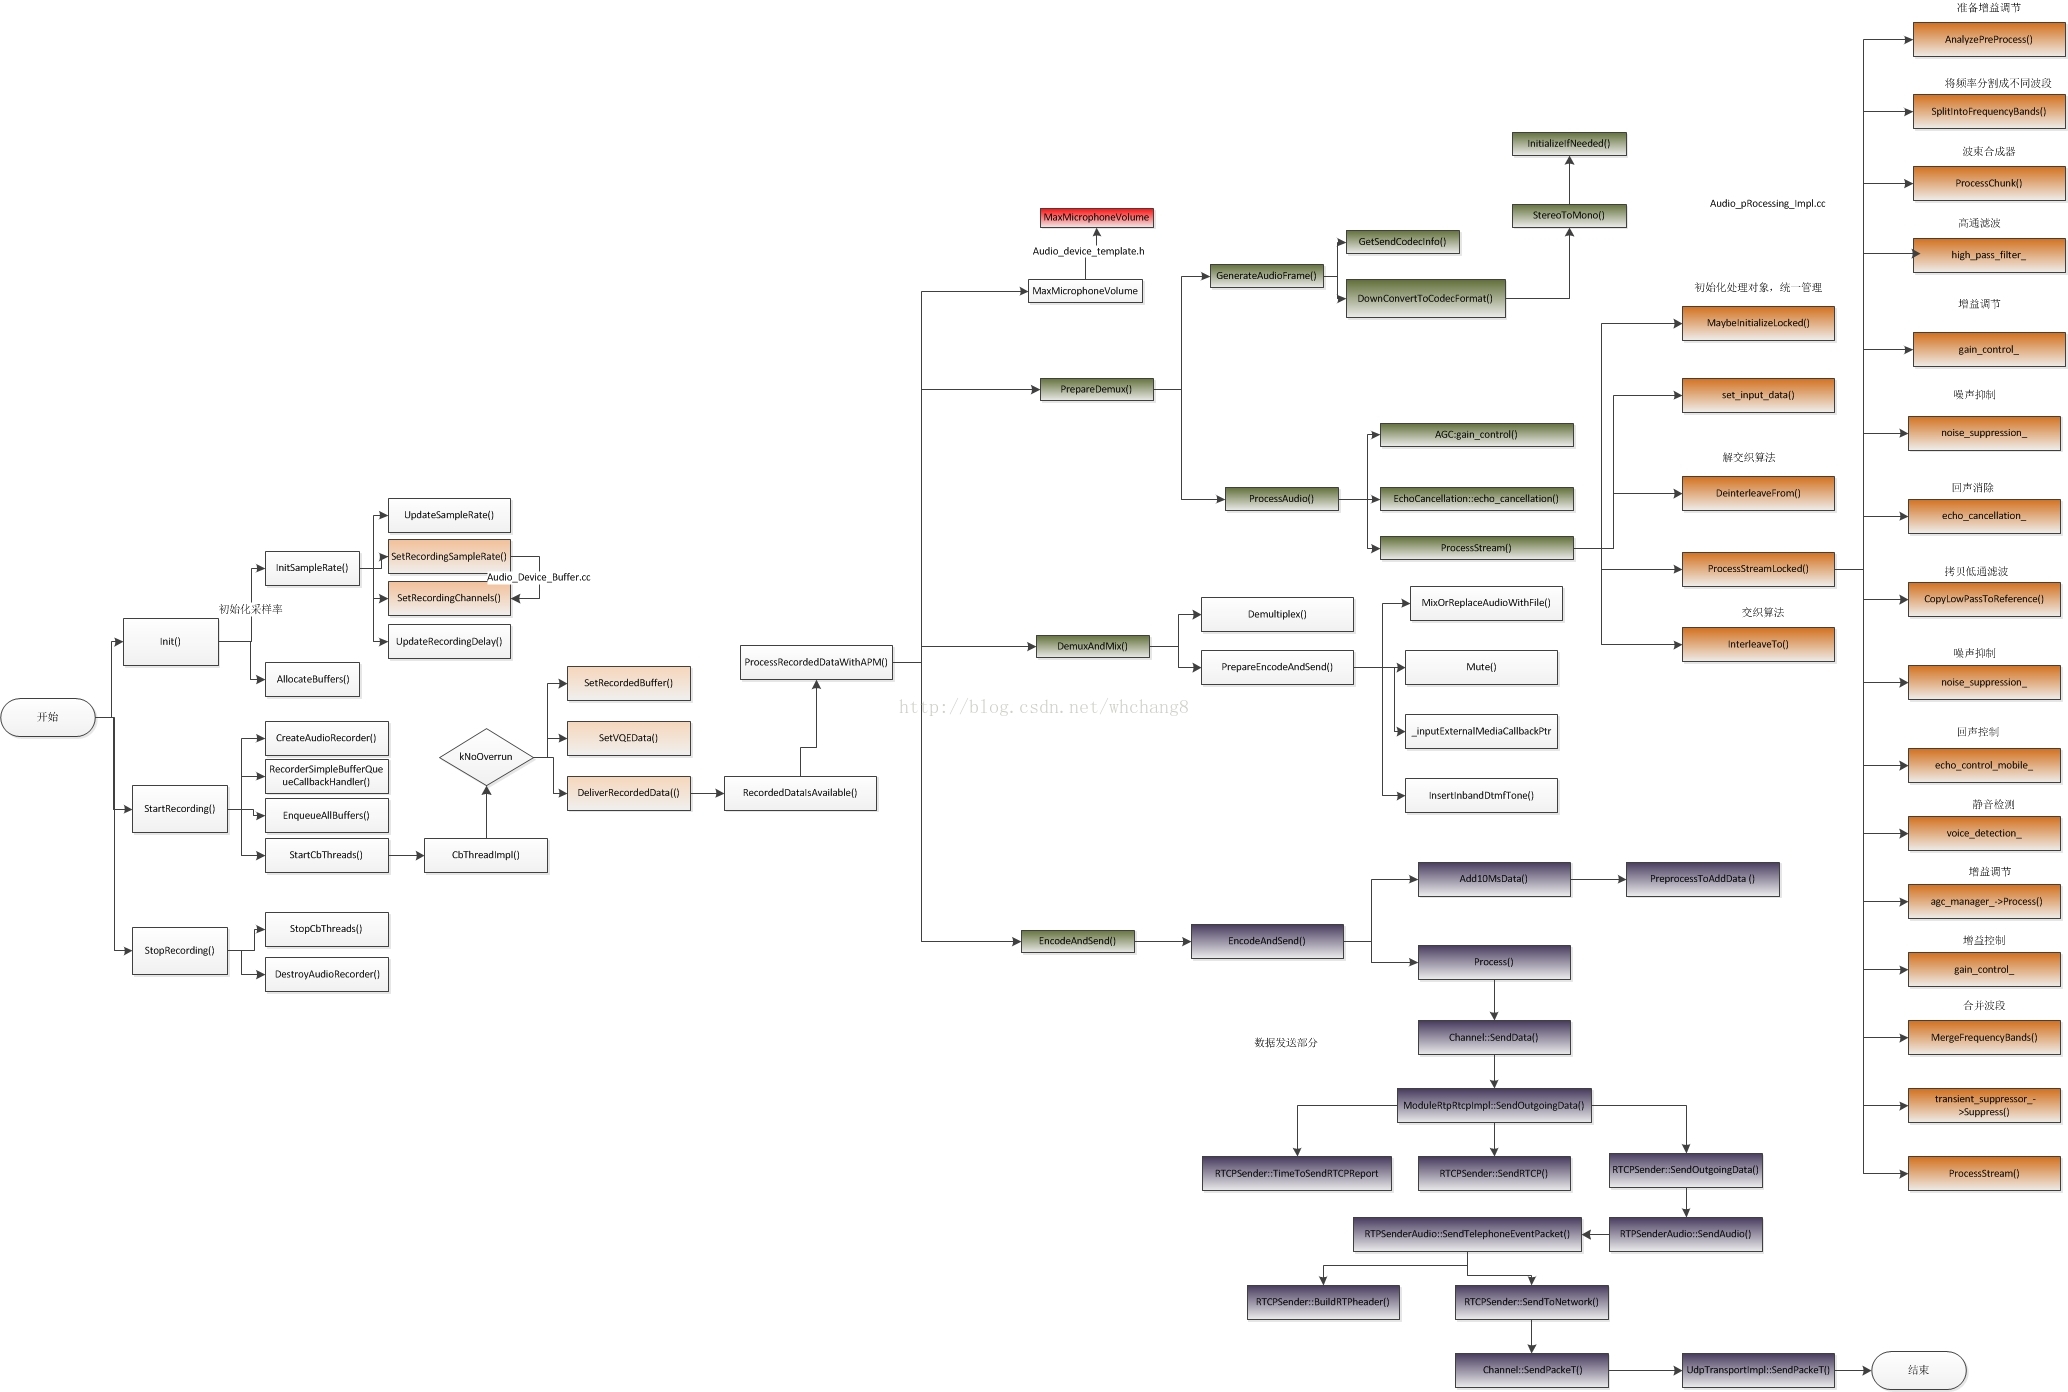 开始
Init()
初始化采样率
InitSampleRate()
UpdateSampleRate()
SetRecordingSampleRate()
Audio_Device_Buffer.cc
SetRecordingChannels()
UpdateRecordingDelay()
AllocateBuffers()
StartRecording()
CreateAudioRecorder()
RecorderSimpleBufferQue
ueCallbackHandler()
EnqueueAllBuffers()
StartCbThreads()
CbThreadImpl()
kNoOverrun
SetRecordedBuffer()
SetVQEData()
DeliverRecordedData(()
StopRecording()
StopCbThreads()
DestroyAudioRecorder()
RecordedDataIsAvailable()
ProcessRecordedDataWithAPM()
http://blog.csdn.net/whchang8
MaxMicrophoneVolume
Audio_device_template.h
MaxMicrophoneVolume
PrepareDemux()
GenerateAudioFrame()
GetSendCodecInfo()
DownConvertToCodecFormat()
StereoToMono()
InitializeIfNeeded()
ProcessAudio()
AGC:gain_control()
EchoCancellation::echo_cancellation()
ProcessStream()
DemuxAndMix()
Demultiplex()
PrepareEncodeAndSend()
MixOrReplaceAudioWithFile()
Mute()
_inputExternalMediaCallbackPtr
InsertInbandDtmfTone()
EncodeAndSend()
EncodeAndSend()
Add10MsData()
PreprocessToAddData ()
Process()
数据发送部分
Channel::SendData()
ModuleRtpRtcpImpl::SendOutgoingData()
RTCPSender::TimeToSendRTCPReport
RTCPSender::SendRTCP()
RTCPSender::SendOutgoingData()
RTPSenderAudio::SendTelephoneEventPacket()
RTPSenderAudio::SendAudio()
RTCPSender::BuildRTPheader()
RTCPSender::SendToNetwork()
Channel::SendPackeT()
UdpTransportImpl::SendPackeT()
结束
Audio_pRocessing_Impl.cc
初始化处理对象，统一管理
MaybeInitializeLocked()
set_input_data()
解交织算法
DeinterleaveFrom()
ProcessStreamLocked()
交织算法
InterleaveTo()
准备增益调节
AnalyzePreProcess()
将频率分割成不同波段
SplitIntoFrequencyBands()
波束合成器
ProcessChunk()
高通滤波
high_pass_filter_
增益调节
gain_control_
噪声抑制
noise_suppression_
回声消除
echo_cancellation_
拷贝低通滤波
CopyLowPassToReference()
噪声抑制
noise_suppression_
回声控制
echo_control_mobile_
静音检测
voice_detection_
增益调节
agc_manager_->Process()
增益控制
gain_control_
合并波段
MergeFrequencyBands()
transient_suppressor_-
>Suppress()
ProcessStream()